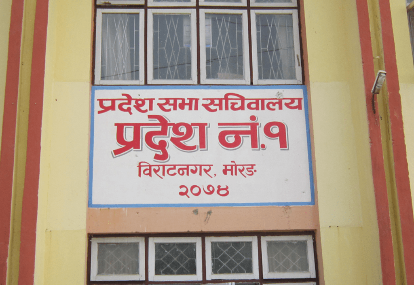 प्रदेश सभा सचिवालय
प्रदेश नं.१
विराटनगर, मोरङ
२०७४